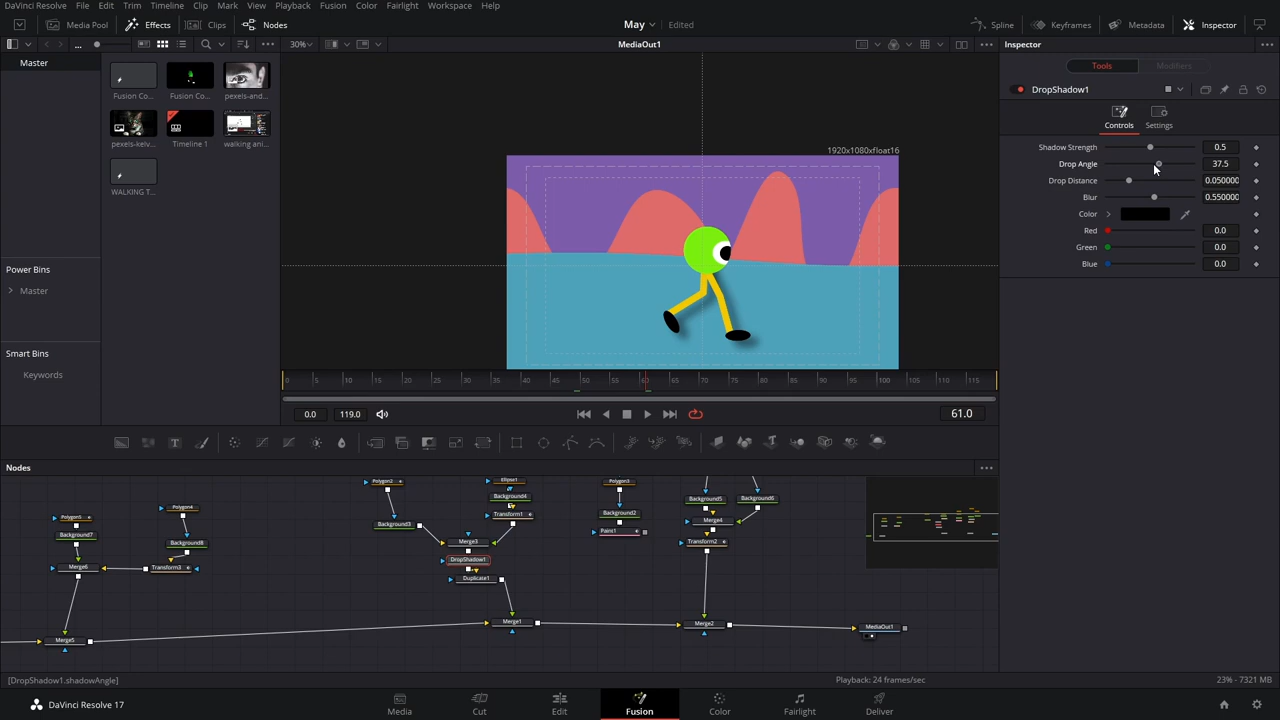 DaVinci Resolve File Edit Trim Timeline Clip Mark View Playback Fusion Color Fairlight Workspace Help
Media Pool Effects Clips Nodes May Edited Spline Keyframes Metadata Inspector
... 30% MediaOut1 Inspector
Master
Tools Modifiers
DropShadow1
Fusion Co... Fusion Co... pexels-and...
pexels-kelv... Timeline 1 walking ani...
WALKING T...
Controls Settings
1920x1080xfloat16
Shadow Strength 0.5
Drop Angle 37.5
Drop Distance 0.050000
Blur 0.550000
Color
Red 0.0
Green 0.0
Blue 0.0
Power Bins
Master
Smart Bins
Keywords
0 5 10 15 20 25 30 35 40 45 50 55 60 65 70 75 80 85 90 95 100 105 110 115
0.0 119.0 61.0
Nodes
Polygon2 Ellipse1 Polygon3
Background4 Background5 Background6
Polygon5 Polygon4 Transform1 Background2
Background7 Background8 Background3 Merge3 Paint1 Merge4
Transform2
Merge6 Transform3 DropShadow1
Duplicate1
Merge5 Merge1 Merge2 MediaOut1
[DropShadow1.shadowAngle] Playback: 24 frames/sec 23% - 7321 MB
DaVinci Resolve 17 Media Cut Edit Fusion Color Fairlight Deliver